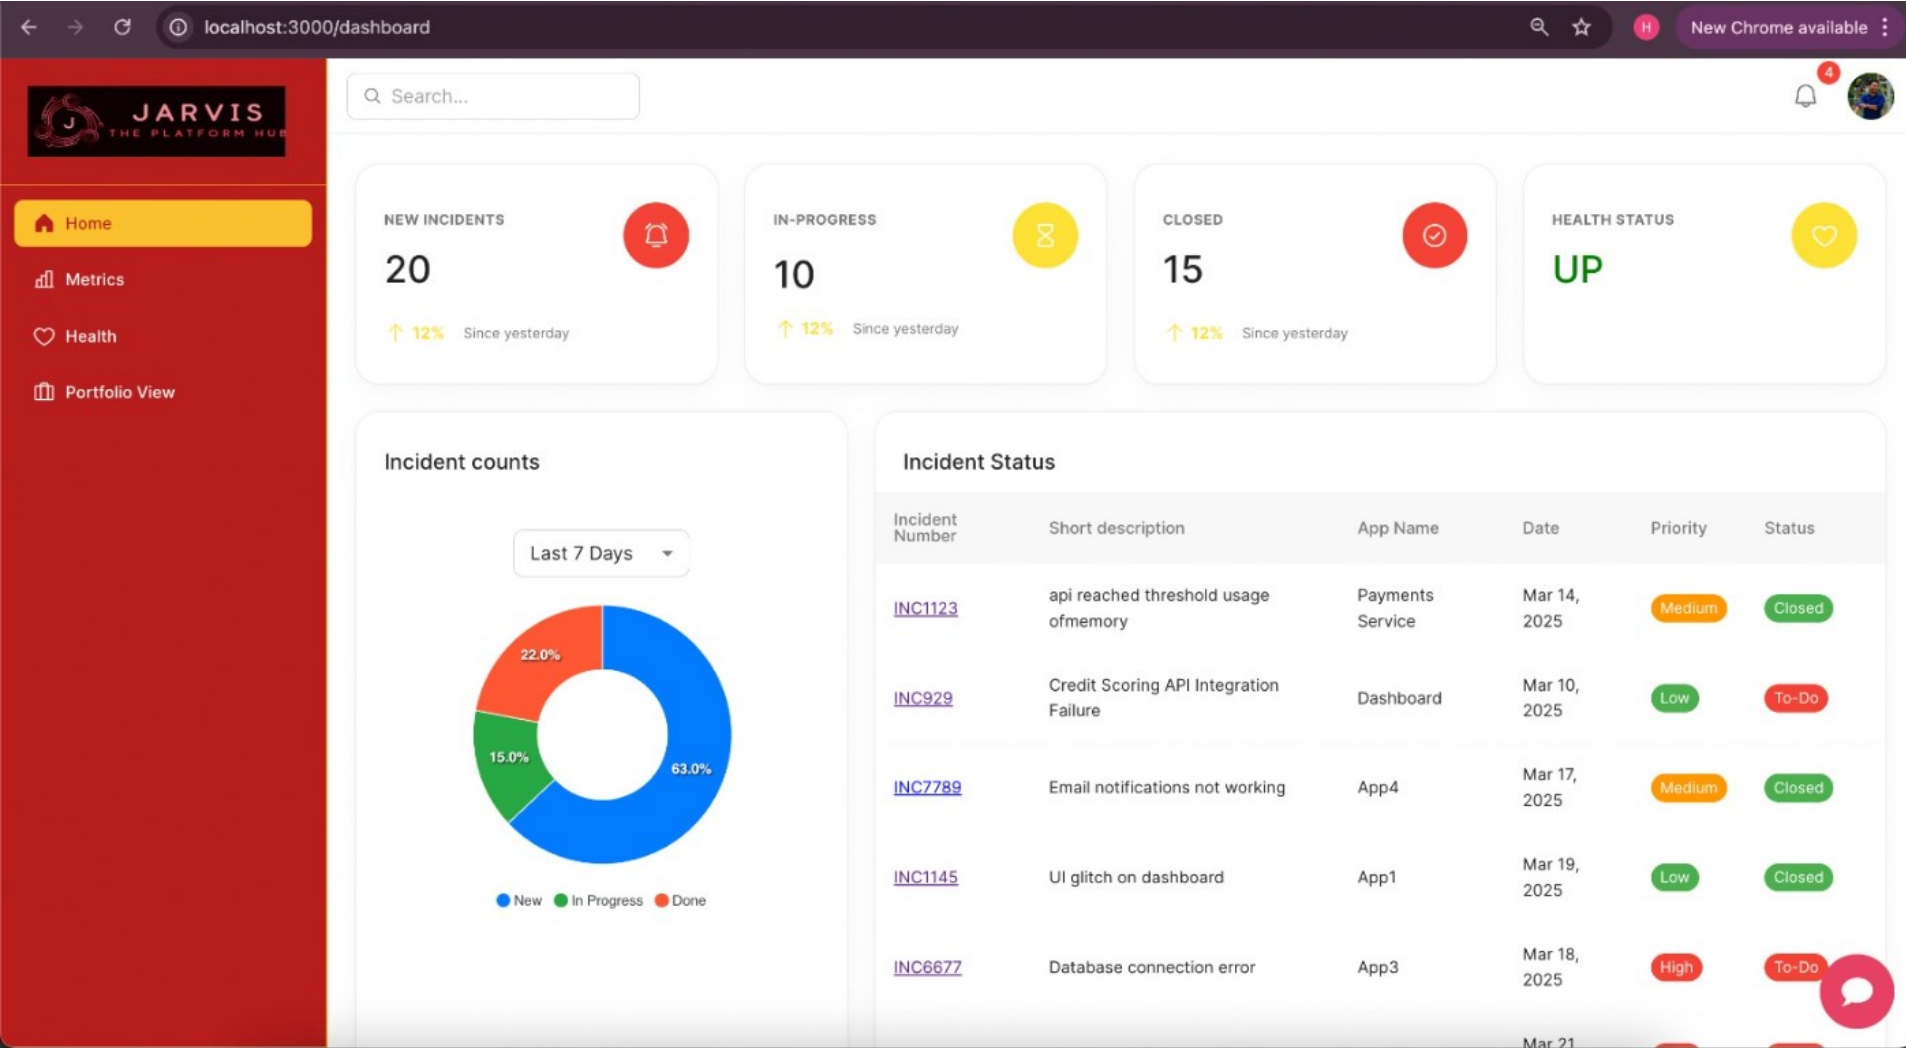 localhost:3000/dashboard
H
New Chrome available
J
JARVIS
THE PLATFORM HUB
Search...
4
Home
Metrics
Health
Portfolio View
NEW INCIDENTS
20
12% Since yesterday
IN-PROGRESS
10
12% Since yesterday
CLOSED
15
12% Since yesterday
HEALTH STATUS
UP
Incident counts
Last 7 Days
22.0%
15.0%
63.0%
New In Progress Done
Incident Status
Incident
Number
Short description
App Name
Date
Priority
Status
INC1123
api reached threshold usage
ofmemory
Payments
Service
Mar 14,
2025
Medium
Closed
INC929
Credit Scoring API Integration
Failure
Dashboard
Mar 10,
2025
Low
To-Do
INC7789
Email notifications not working
App4
Mar 17,
2025
Medium
Closed
INC1145
UI glitch on dashboard
App1
Mar 19,
2025
Low
Closed
INC6677
Database connection error
App3
Mar 18,
2025
High
To-Do
Mar 21